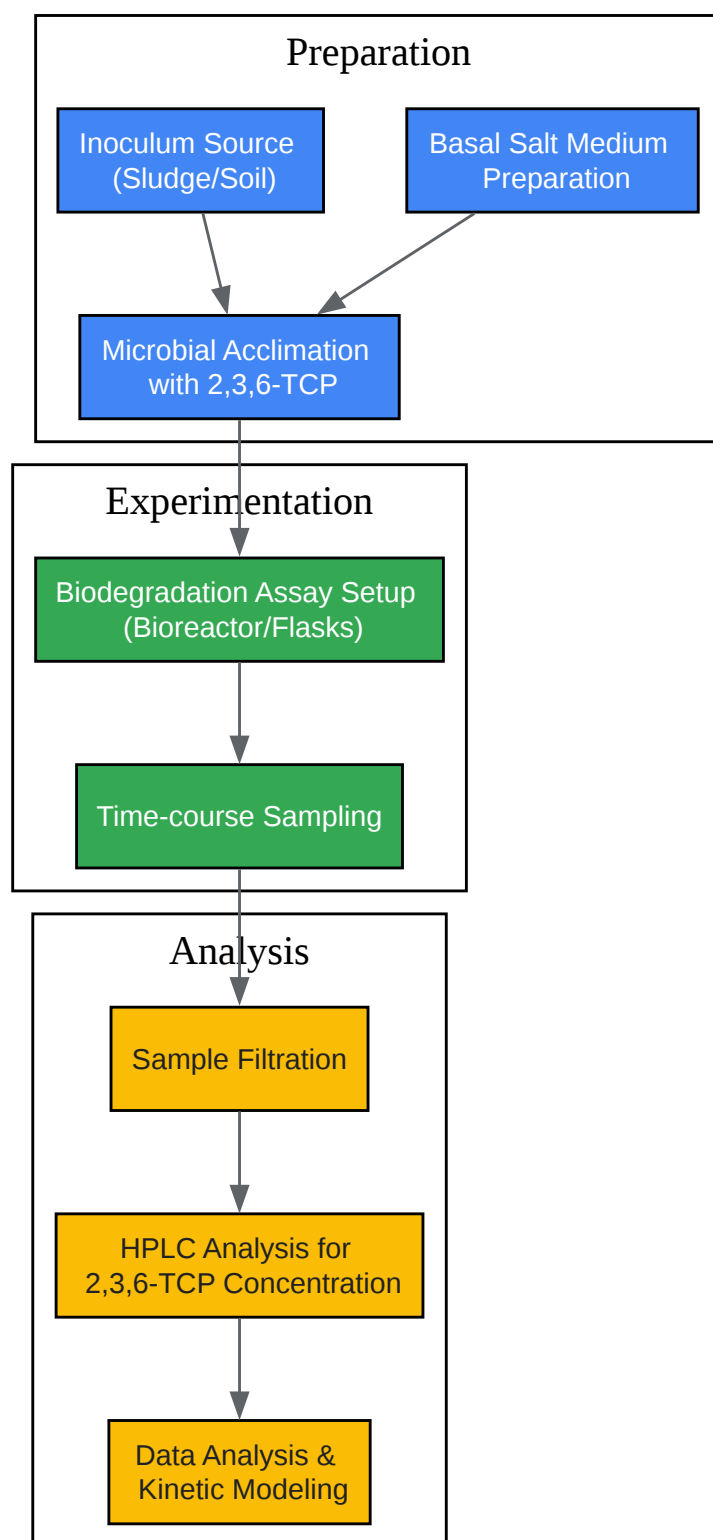 Preparation
Inoculum Source
(Sludge/Soil)
Basal Salt Medium
Preparation
Microbial Acclimation
with 2,3,6-TCP
Experimentation
Biodegradation Assay Setup
(Bioreactor/Flasks)
Time-course Sampling
Analysis
Sample Filtration
HPLC Analysis for
2,3,6-TCP Concentration
Data Analysis &
Kinetic Modeling